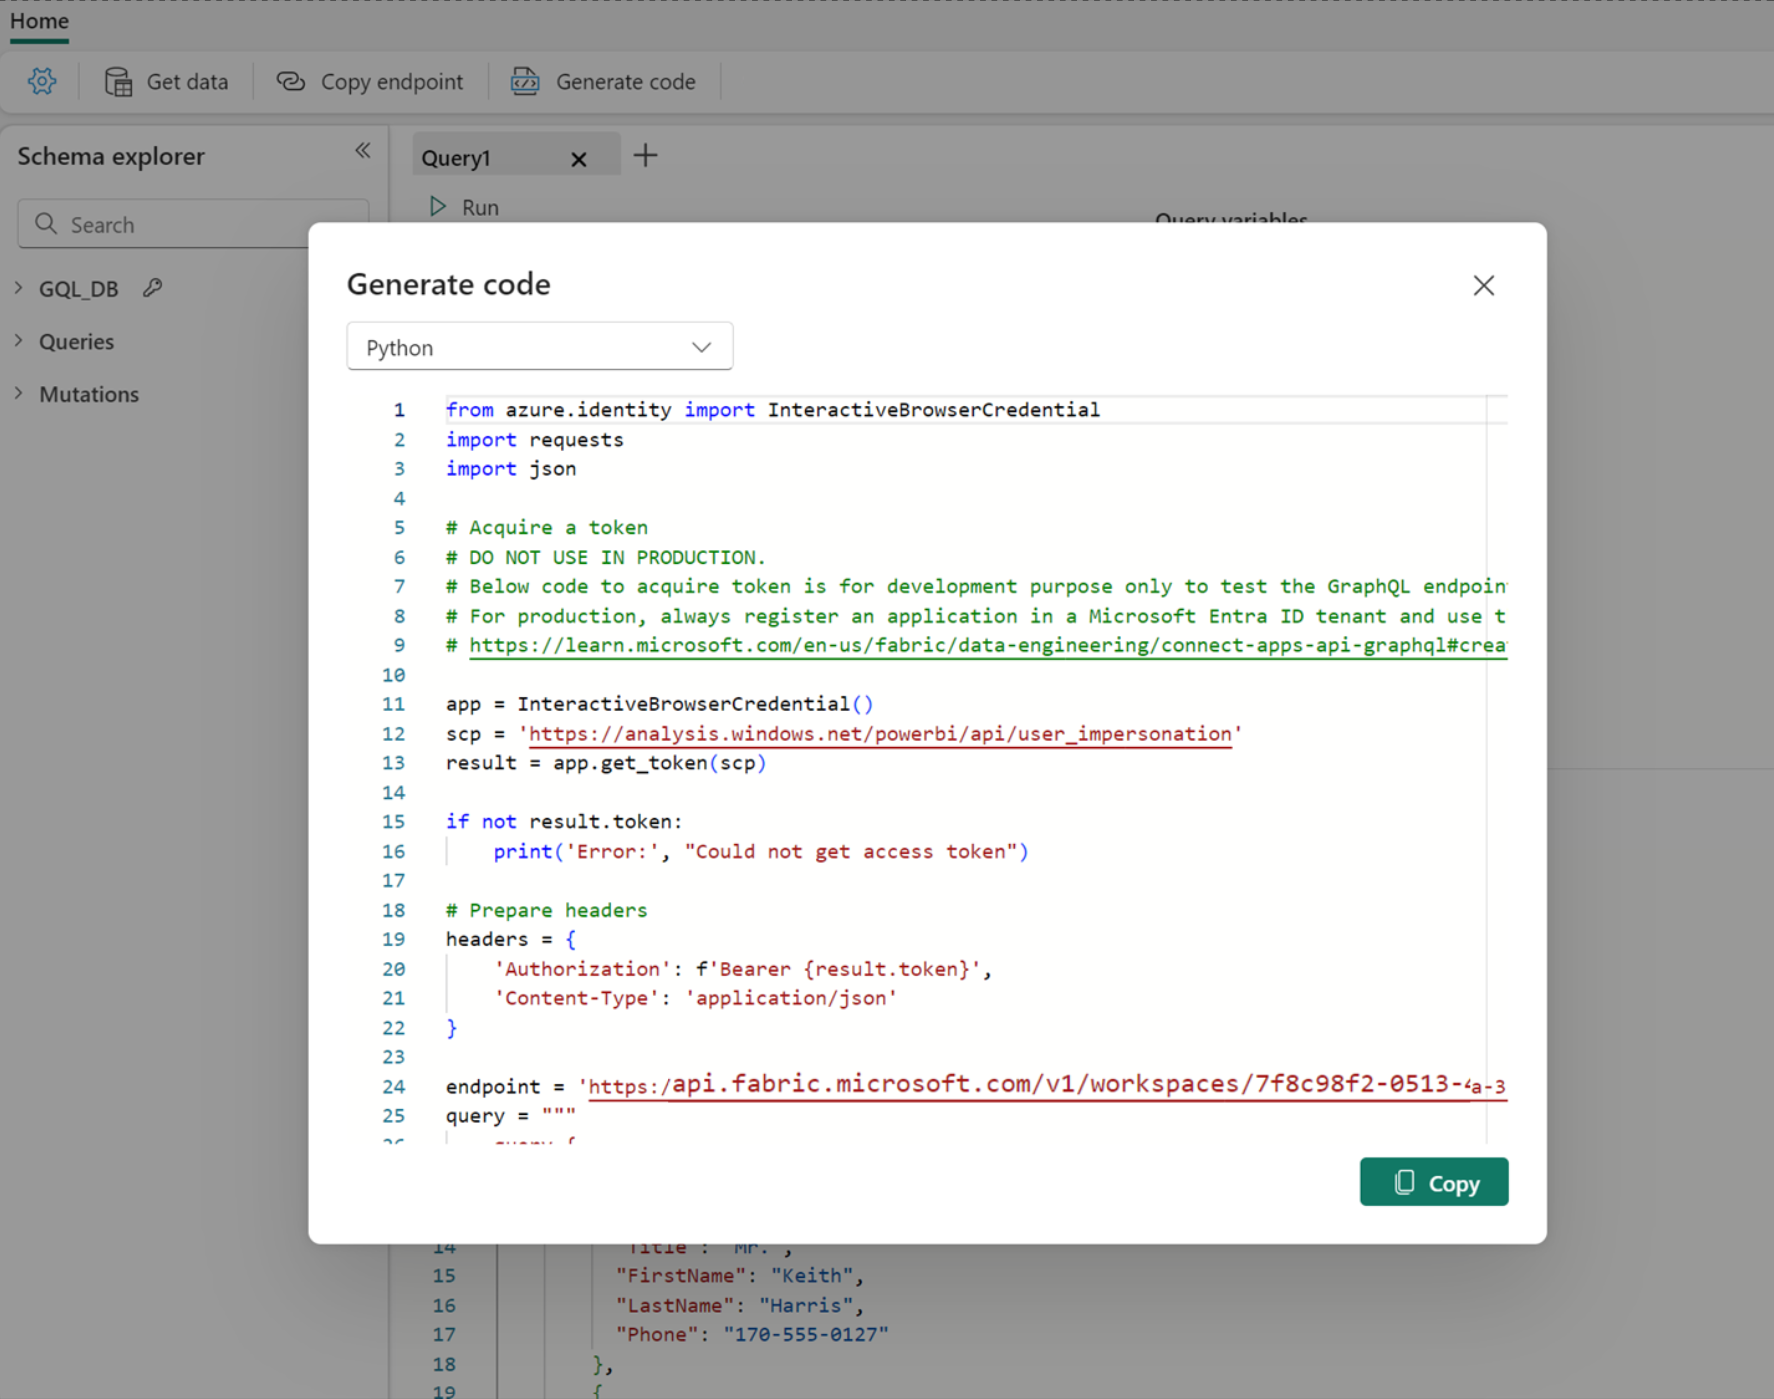 Home
Get data
Copy endpoint
Generate code
Schema explorer
Query1
Run
Query variables
Search
GQL_DB
Queries
Mutations
Generate code
Python
1 from azure.identity import InteractiveBrowserCredential
2 import requests
3 import json
4
5 # Acquire a token
6 # DO NOT USE IN PRODUCTION.
7 # Below code to acquire token is for development purpose only to test the GraphQL endpoin
8 # For production, always register an application in a Microsoft Entra ID tenant and use t
9 # https://learn.microsoft.com/en-us/fabric/data-engineering/connect-apps-api-graphql#crea
10
11 app = InteractiveBrowserCredential()
12 scp = 'https://analysis.windows.net/powerbi/api/user_impersonation'
13 result = app.get_token(scp)
14
15 if not result.token:
16 print('Error:', "Could not get access token")
17
18 # Prepare headers
19 headers = {
20 'Authorization': f'Bearer {result.token}',
21 'Content-Type': 'application/json'
22 }
23
24 endpoint = 'https:/api.fabric.microsoft.com/v1/workspaces/7f8c98f2-0513-4a-3
25 query = """
26 query {
Copy
14 "Title": "Mr.",
15 "FirstName": "Keith",
16 "LastName": "Harris",
17 "Phone": "170-555-0127"
18 },
19 {